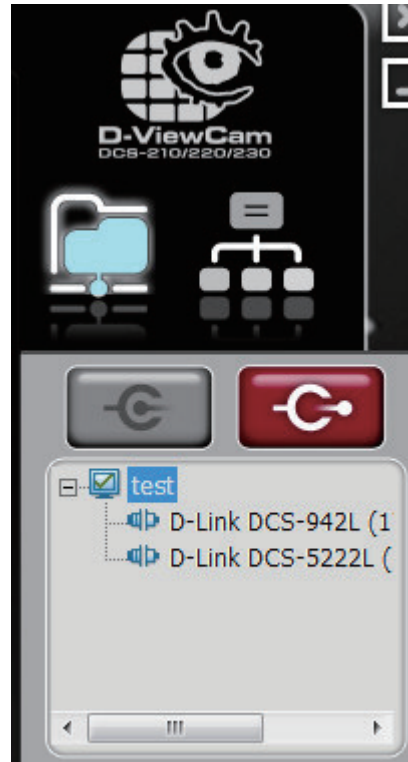 D-ViewCam
DCS-210/220/230
test
D-Link DCS-942L (1
D-Link DCS-5222L (